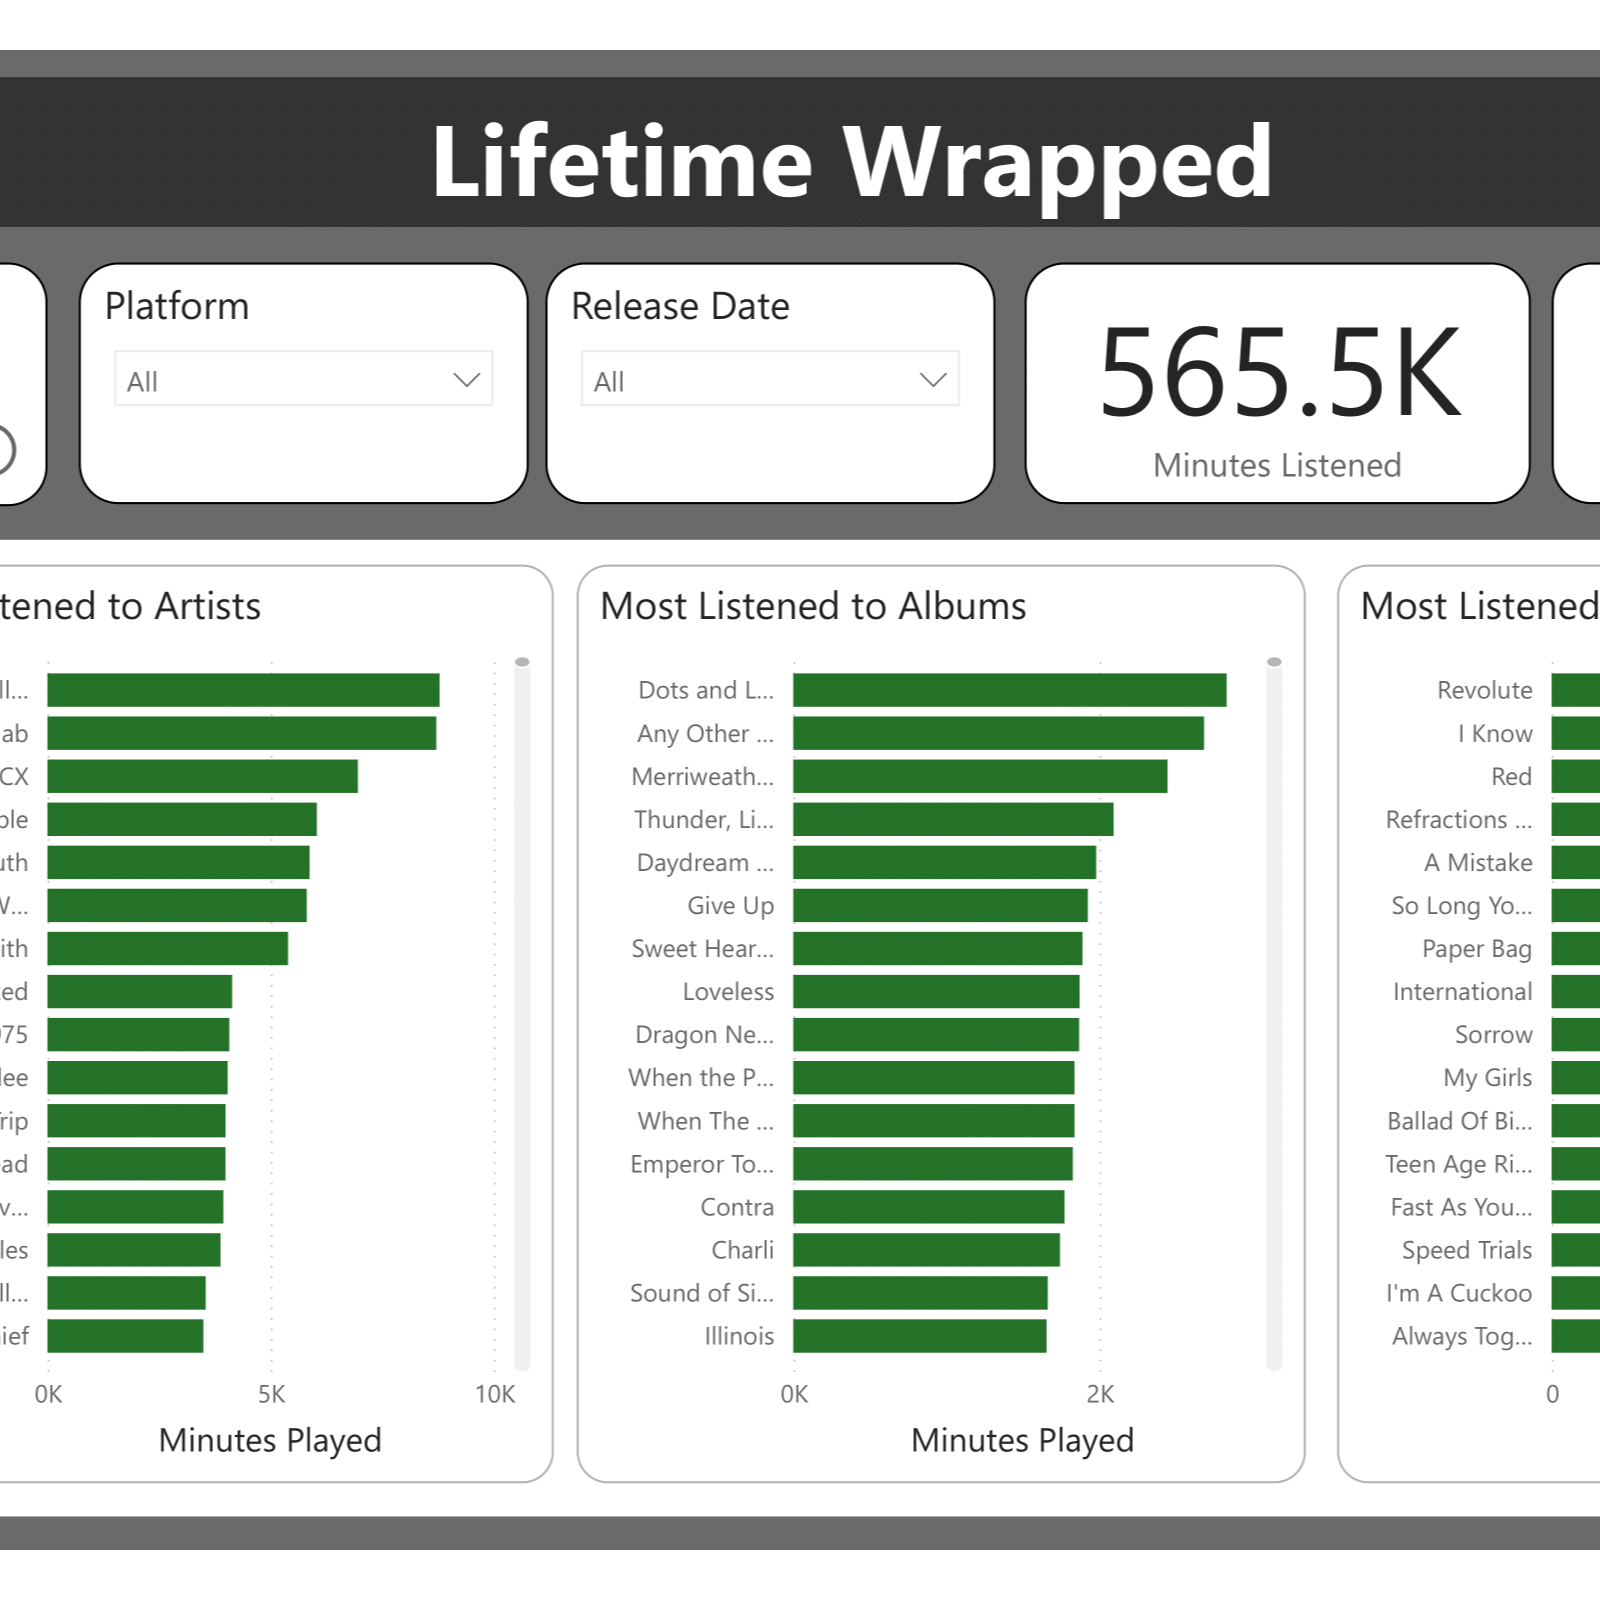 Lifetime Wrapped
Platform
All
Release Date
All
565.5K
Minutes Listened
tened to Artists
ll...
ab
CX
ple
uth
W...
ith
ted
975
lee
rip
ad
v...
les
ll...
ief
0K 5K 10K
Minutes Played
Most Listened to Albums
Dots and L...
Any Other ...
Merriweath...
Thunder, Li...
Daydream ...
Give Up
Sweet Hear...
Loveless
Dragon Ne...
When the P...
When The ...
Emperor To...
Contra
Charli
Sound of Si...
Illinois
0K 2K
Minutes Played
Most Listened
Revolute
I Know
Red
Refractions ...
A Mistake
So Long Yo...
Paper Bag
International
Sorrow
My Girls
Ballad Of Bi...
Teen Age Ri...
Fast As You...
Speed Trials
I'm A Cuckoo
Always Tog...
0